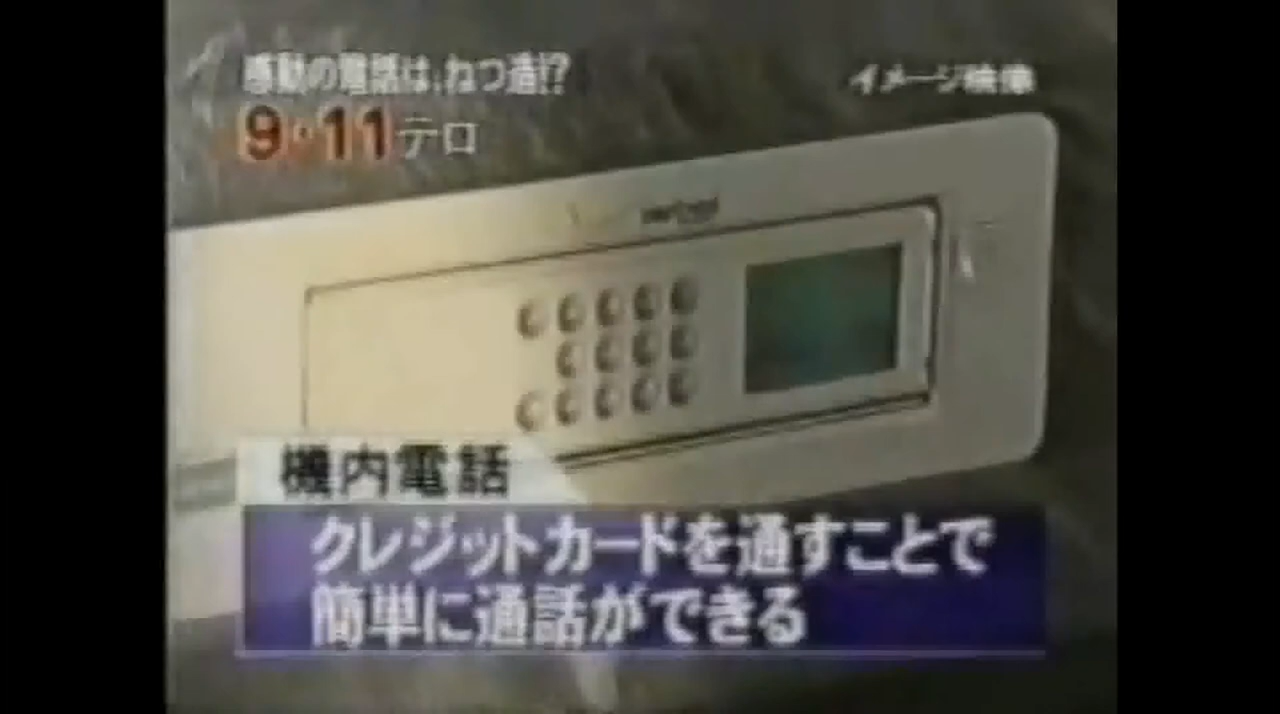 感動の電話は、ねつ造!?
イメージ映像
9・11テロ
verizon
機内電話
クレジットカードを通すことで
簡単に通話ができる